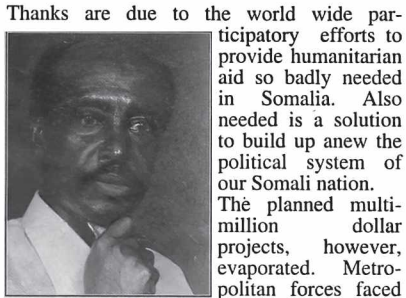 Thanks are due to the world wide par-
ticipatory efforts to
provide humanitarian
aid so badly needed
in Somalia. Also
needed is a solution
to build up anew the
political system of
our Somali nation.
The planned multi-
million dollar
projects, however,
evaporated. Metro-
politan forces faced